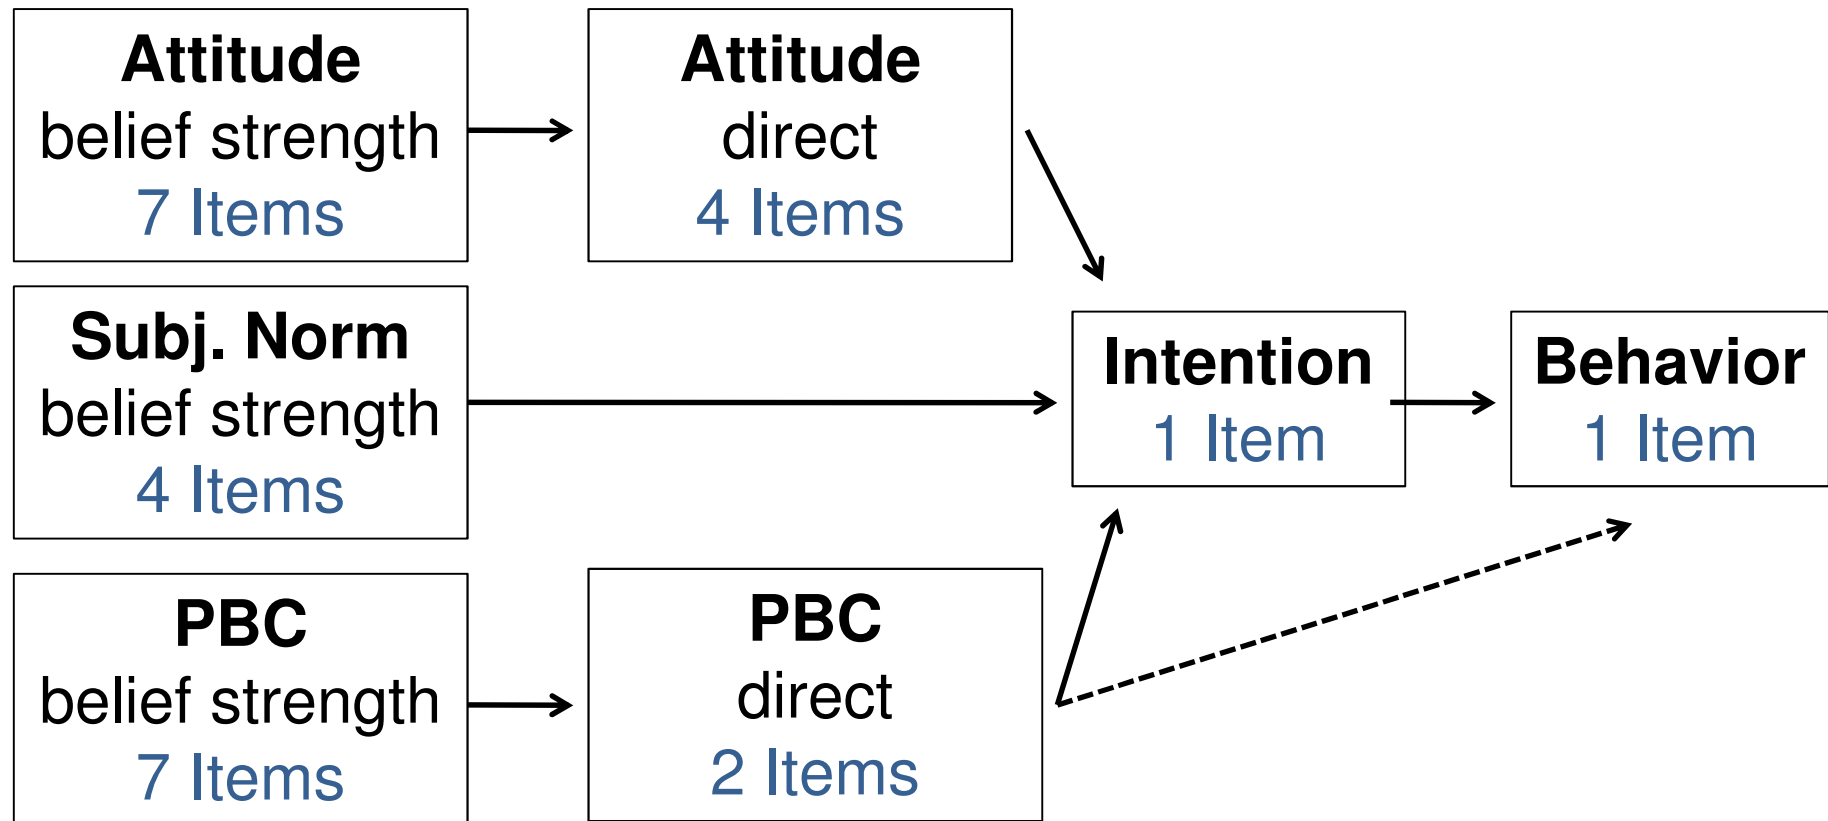 Attitude
belief strength
7 Items
Attitude
direct
4 Items
Subj. Norm
belief strength
4 Items
Intention
1 Item
Behavior
1 Item
PBC
belief strength
7 Items
PBC
direct
2 Items